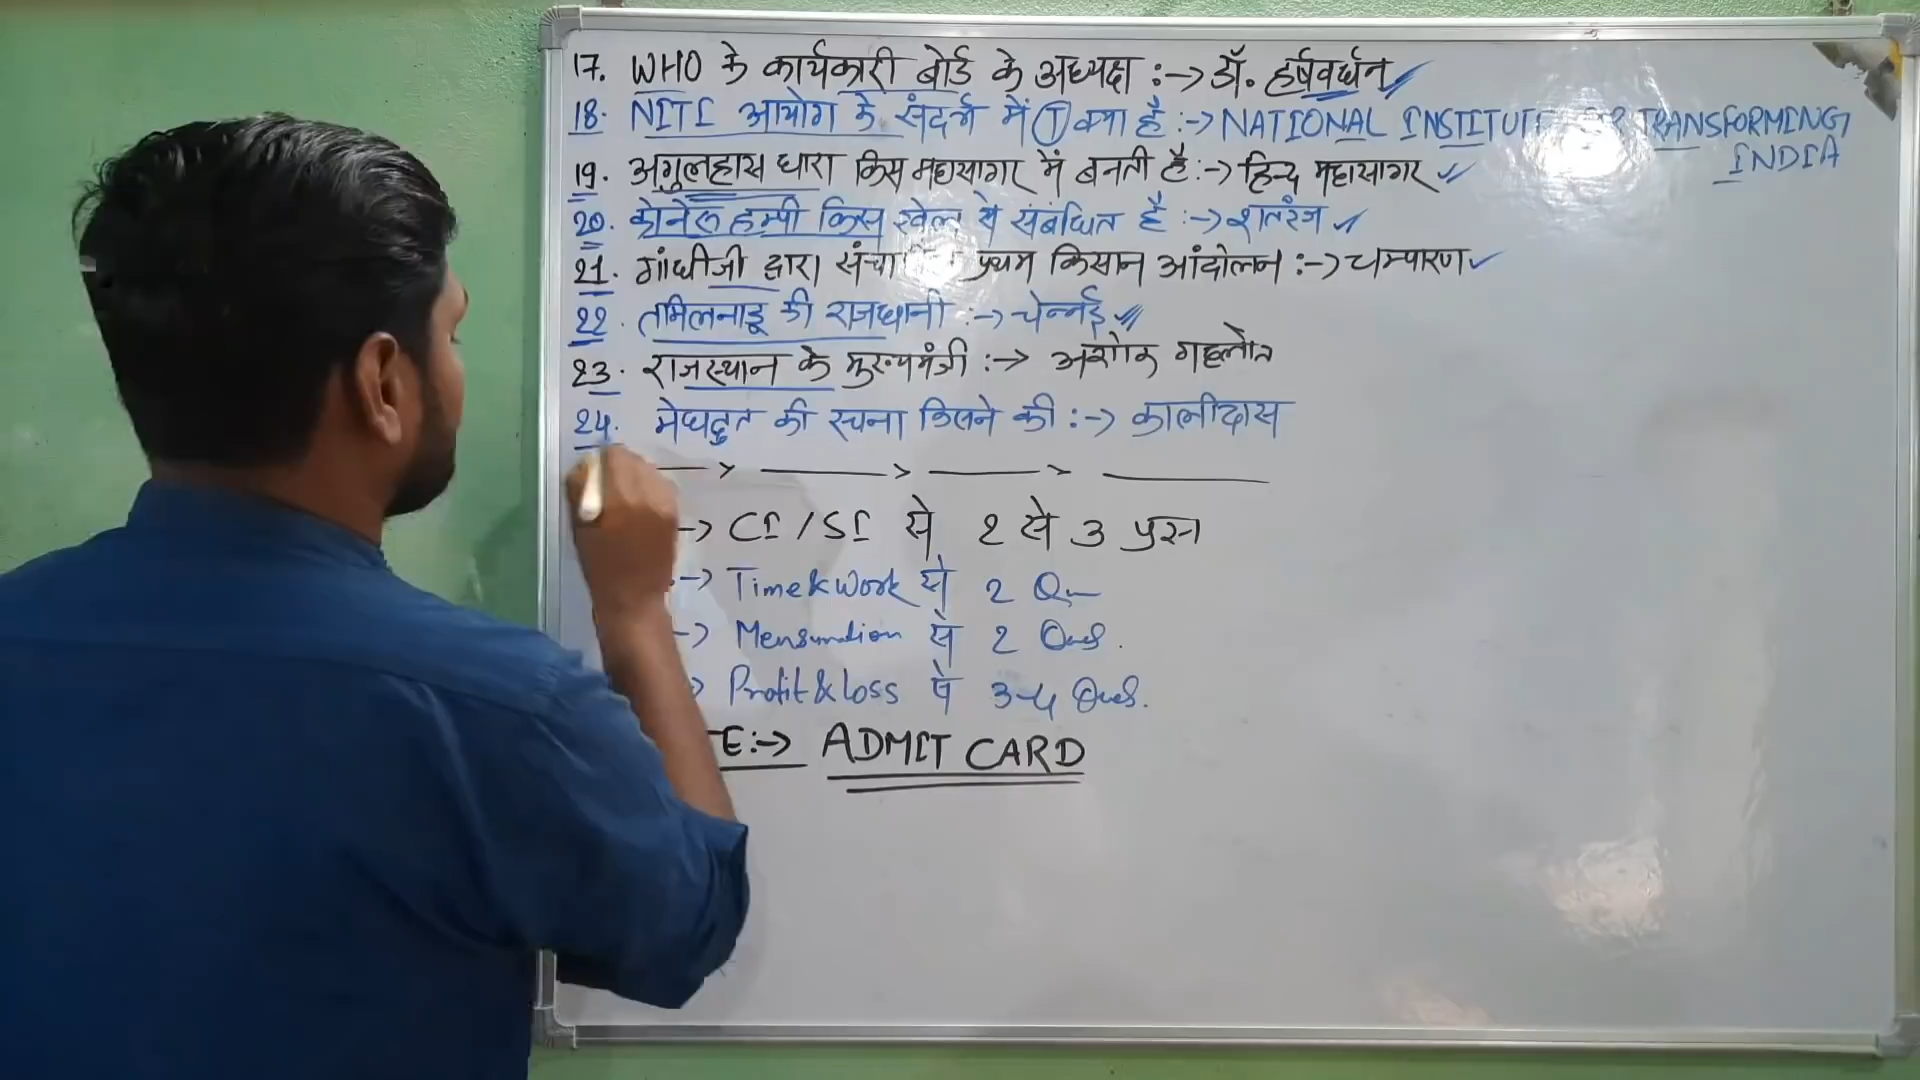 17. WHO के कार्यकारी बोर्ड के अध्यक्ष :→ डॉ. हर्षवर्धन
18. NITI आयोग के संदर्भ में T क्या है :→ NATIONAL INSTITUTE TRANSFORMING INDIA
19. अगुलहास धारा किस महासागर में बनती है :→ हिन्द महासागर
20. कोनेरु हम्पी किस खेल से संबंधित है :→ शतरंज
21. गांधीजी द्वारा प्रथम किसान आंदोलन :→ चम्पारण
22. तमिलनाडू की राजधानी :→ चेन्नई
23. राजस्थान के मुख्यमंत्री :→ अशोक गहलोत
24. मेघदुत की रचना किसने की :→ कालीदास
→ CI / SI से 2 से 3 प्रश्न
:→ Time & Work से 2
→ Mensuration से 2 Ques.
→ Profit & Loss से 3-4 Ques.
TE:→ ADMIT CARD